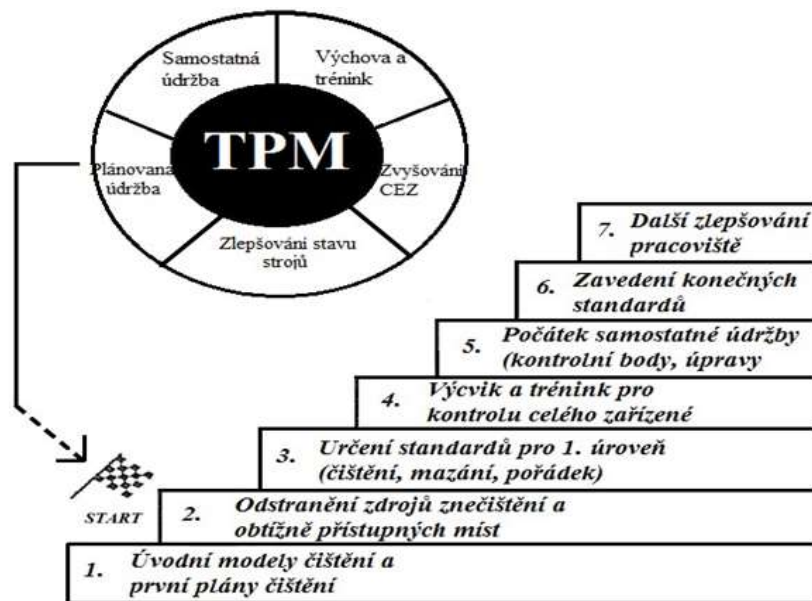 Samostatná
údržba
Výchova a
trénink
TPM
Plánovaná
údržba
Zvyšování
CEZ
Zlepšování stavu
strojů
START
7. Další zlepšování
pracoviště
6. Zavedení konečných
standardů
5. Počátek samostatné údržby
(kontrolní body, úpravy
4. Výcvik a trénink pro
kontrolu celého zařízené
3. Určení standardů pro 1. úroveň
(čištění, mazání, pořádek)
2. Odstranění zdrojů znečištění a
obtížně přístupných míst
1. Úvodní modely čištění a
první plány čištění